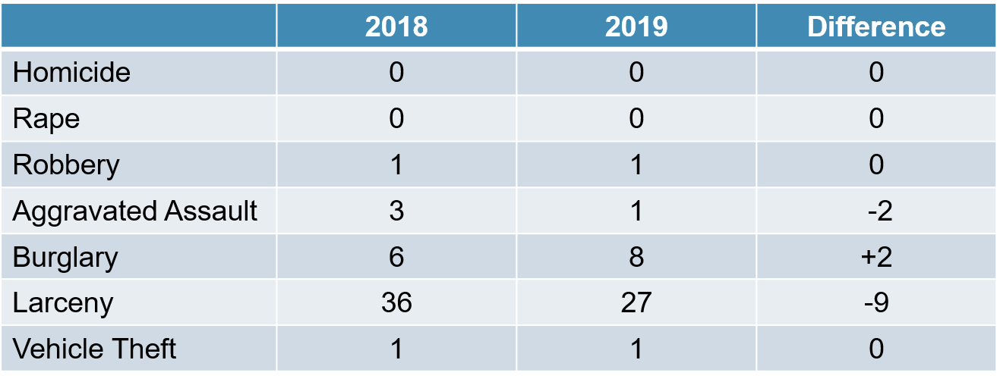 2018 2019 Difference
Homicide 0 0 0
Rape 0 0 0
Robbery 1 1 0
Aggravated Assault 3 1 -2
Burglary 6 8 +2
Larceny 36 27 -9
Vehicle Theft 1 1 0